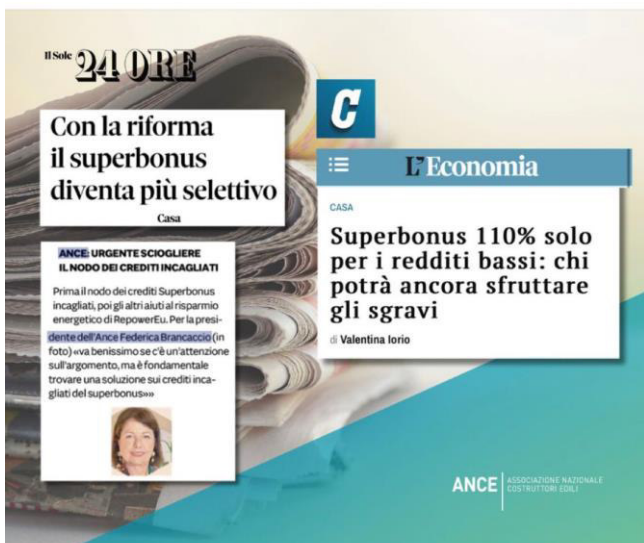 Il Sole
24 ORE
Con la riforma
il superbonus
diventa più selettivo
Casa
ANCE: URGENTE SCIOGLIERE
IL NODO DEI CREDITI INCAGLIATI
Prima il nodo dei crediti Superbonus
incagliati, poi gli altri aiuti al risparmio
energetico di RepowerEu. Per la presi-
dente dell'Ance Federica Brancaccio (in
foto) «va benissimo se c'è un'attenzione
sull'argomento, ma è fondamentale
trovare una soluzione sui crediti inca-
gliati del superbonus»»
C
L'Economia
CASA
Superbonus 110% solo
per i redditi bassi: chi
potrà ancora sfruttare
gli sgravi
di Valentina Iorio
ANCE
ASSOCIAZIONE NAZIONALE
COSTRUTTORI EDILI